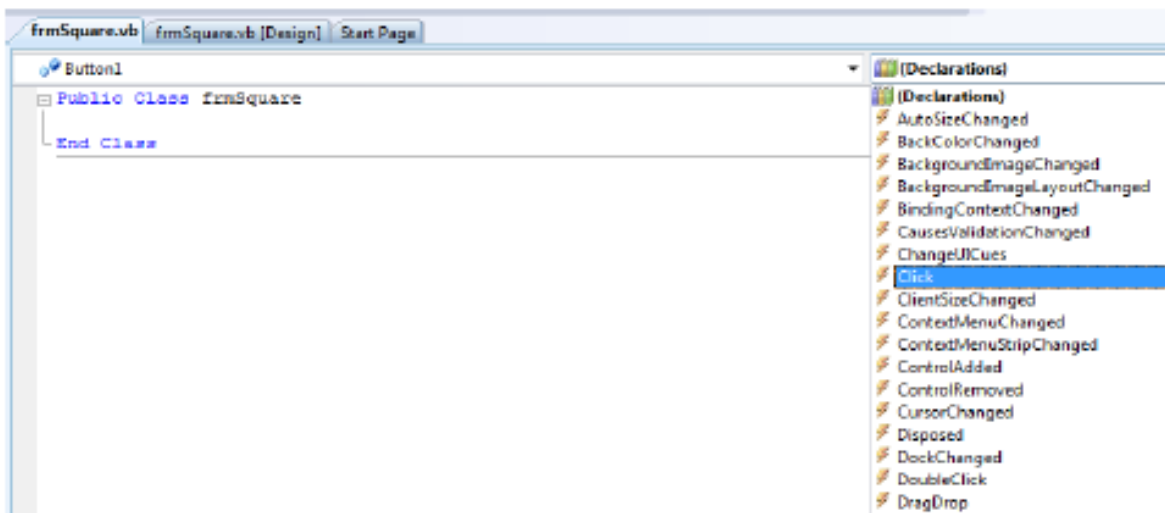 frmSquare.vb frmSquare.vb [Design] Start Page
Button1 (Declarations)
Public Class frmSquare
End Class
(Declarations)
AutoSizeChanged
BackColorChanged
BackgroundImageChanged
BackgroundImageLayoutChanged
BindingContextChanged
CausesValidationChanged
ChangeUICues
Click
ClientSizeChanged
ContextMenuChanged
ContextMenuStripChanged
ControlAdded
ControlRemoved
CursorChanged
Disposed
DockChanged
DoubleClick
DragDrop